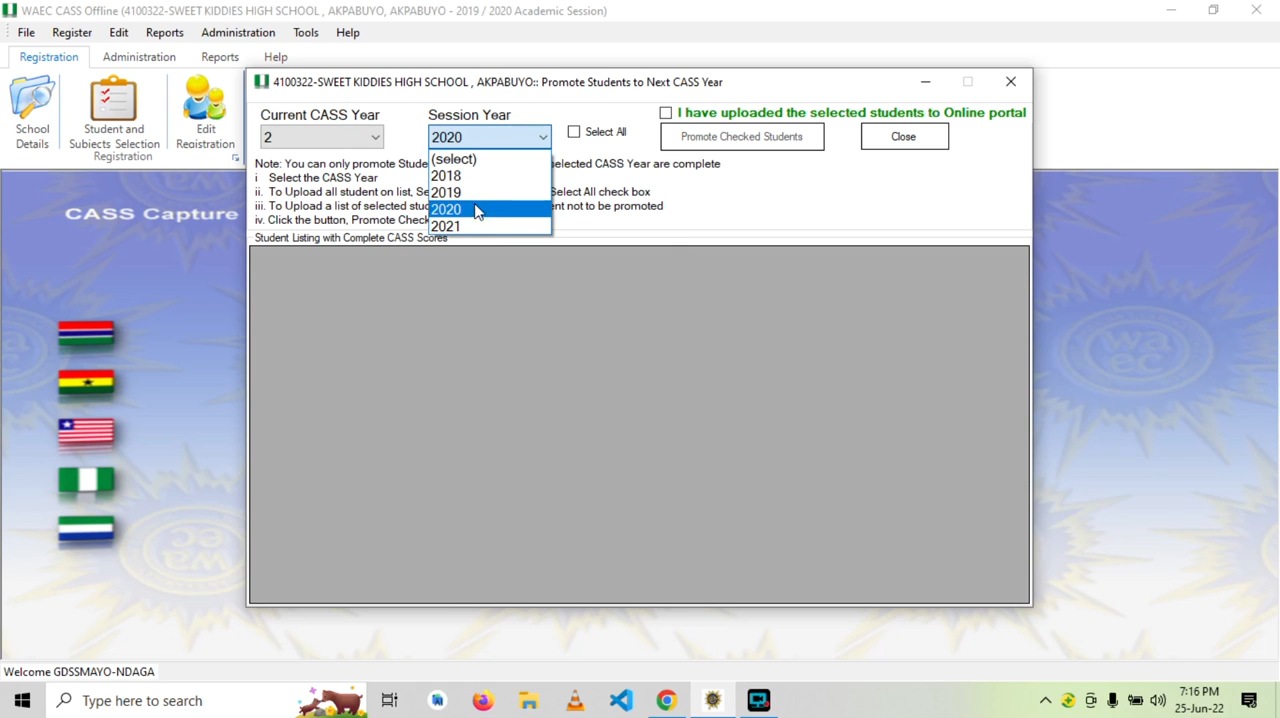 WAEC CASS Offline (4100322-SWEET KIDDIES HIGH SCHOOL , AKPABUYO, AKPABUYO - 2019 / 2020 Academic Session)
File Register Edit Reports Administration Tools Help
Registration Administration Reports Help
School Details
Student and Subjects Selection
Edit Registration
Registration
4100322-SWEET KIDDIES HIGH SCHOOL , AKPABUYO:: Promote Students to Next CASS Year
Current CASS Year
2
Session Year
2020
(select)
2018
2019
2020
2021
Select All
I have uploaded the selected students to Online portal
Promote Checked Students
Close
Note: You can only promote Stude selected CASS Year are complete
i Select the CASS Year
ii. To Upload all student on list, Se Select All check box
iii. To Upload a list of selected stud nt not to be promoted
iv. Click the button, Promote Check
Student Listing with Complete CASS Scores
CASS Capture
waec
waec
Welcome GDSSMAYO-NDAGA
Type here to search
7:16 PM
25-Jun-22